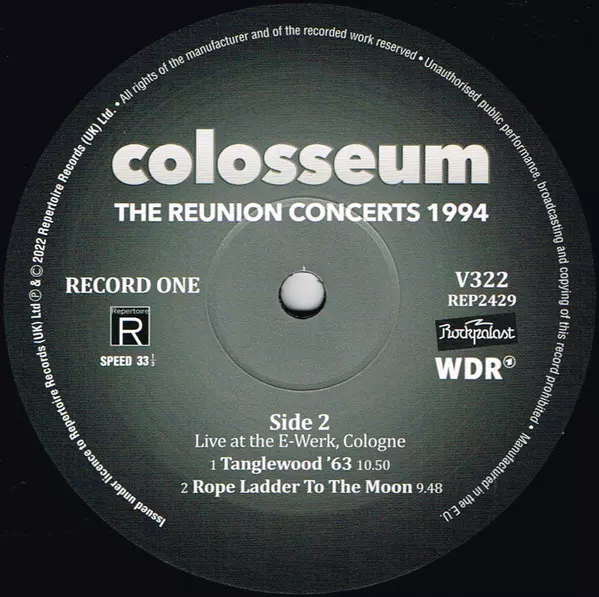 Issued under licence to Repertoire Records (UK) Ltd ℗ & © 2022 Repertoire Records (UK) Ltd. • All rights of the manufacturer and of the recorded work reserved • Unauthorised public performance, broadcasting and copying of this record prohibited • Manufactured in the E.U
colosseum
THE REUNION CONCERTS 1994
RECORD ONE
V322
REP2429
Repertoire
R
Rockpalast
SPEED 33 1/3
WDR
Side 2
Live at the E-Werk, Cologne
1 Tanglewood ’63 10.50
2 Rope Ladder To The Moon 9.48